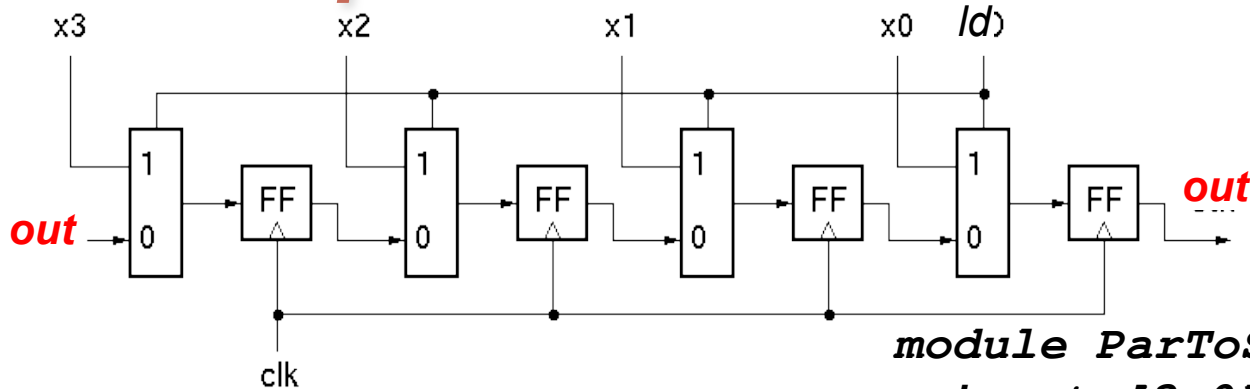 x3 x2 x1 x0 ld)
1 1 1 1
FF FF FF FF
out
out
0 0 0 0
clk
module ParToS